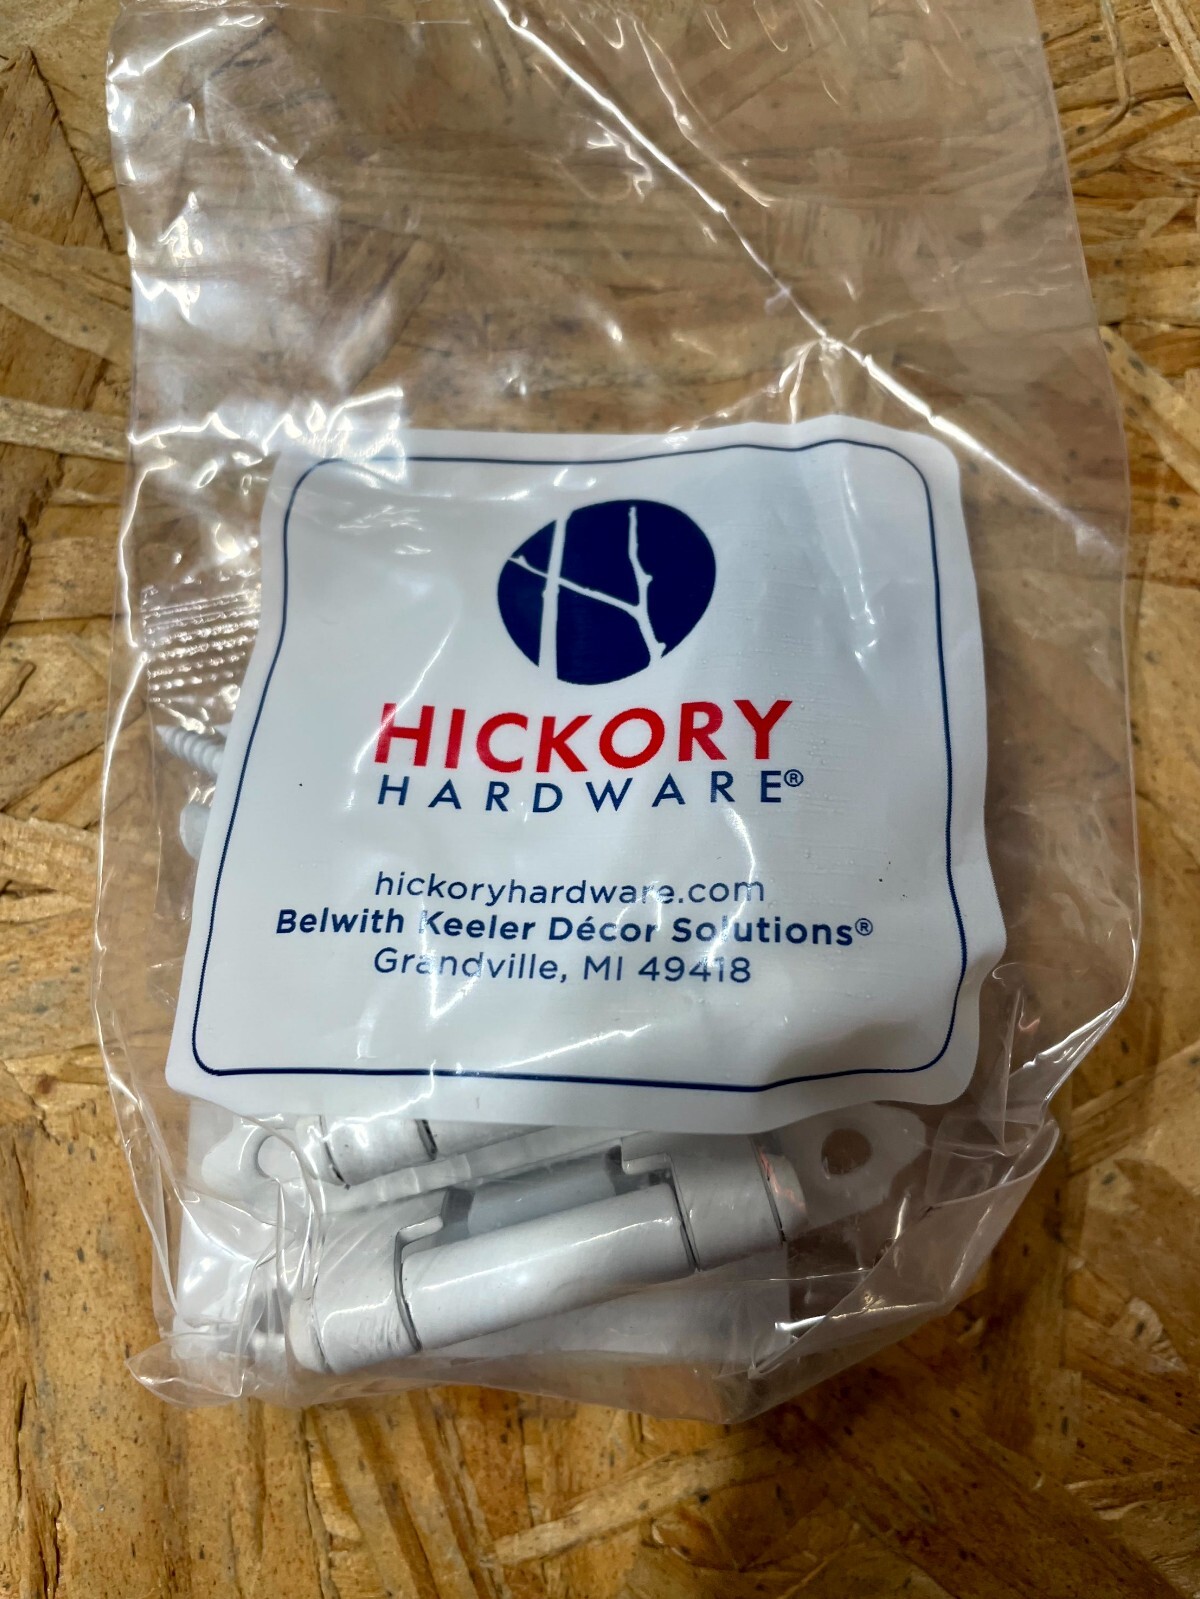 HICKORY
HARDWARE®
hickoryhardware.com
Belwith Keeler Décor Solutions®
Grandville, MI 49418